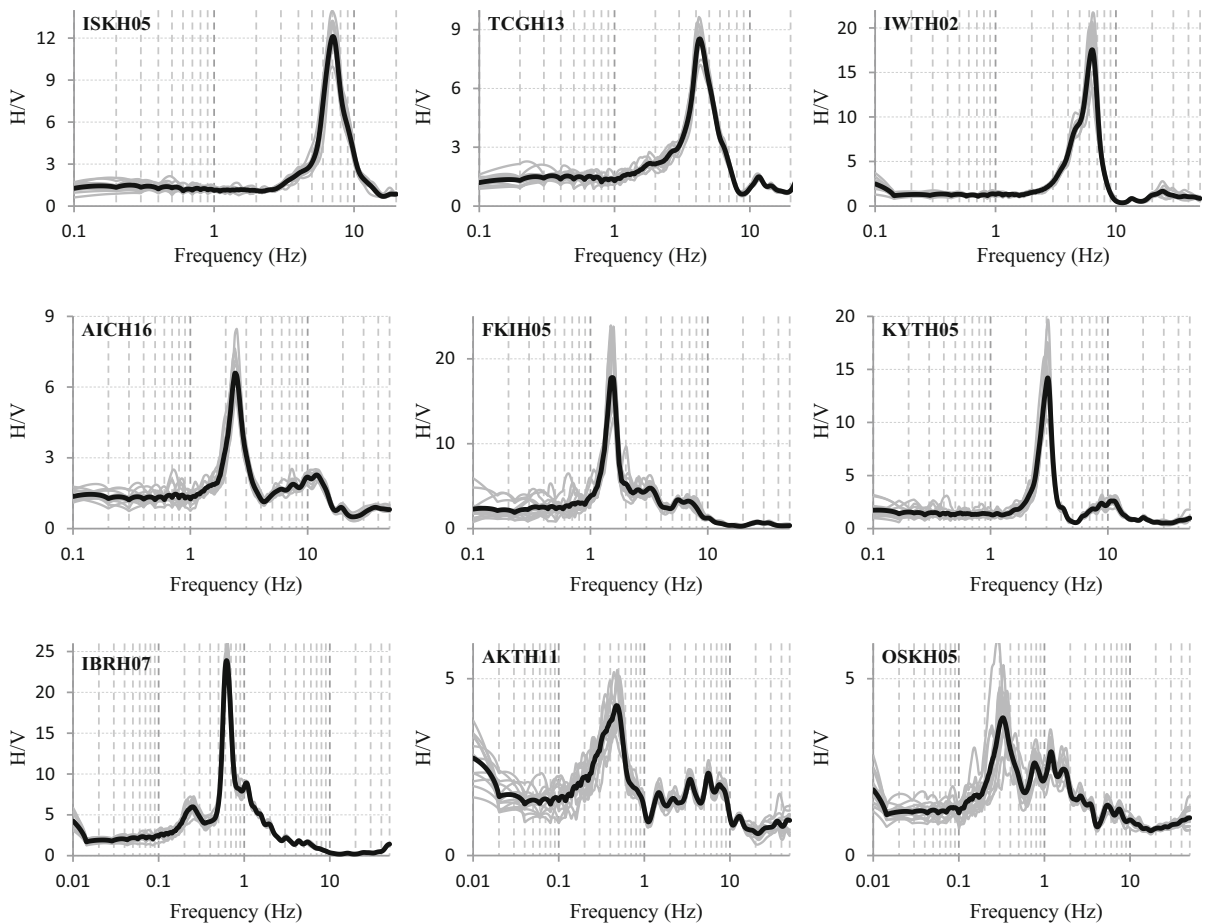 ISKH05
12
9
6
3
0
H/V
0.1 1 10
Frequency (Hz)
TCGH13
9
6
3
0
H/V
0.1 1 10
Frequency (Hz)
IWTH02
20
15
10
5
0
H/V
0.1 1 10
Frequency (Hz)
AICH16
9
6
3
0
H/V
0.1 1 10
Frequency (Hz)
FKIH05
20
10
0
H/V
0.1 1 10
Frequency (Hz)
KYTH05
20
15
10
5
0
H/V
0.1 1 10
Frequency (Hz)
IBRH07
25
20
15
10
5
0
H/V
0.01 0.1 1 10
Frequency (Hz)
AKTH11
5
0
H/V
0.01 0.1 1 10
Frequency (Hz)
OSKH05
5
0
H/V
0.01 0.1 1 10
Frequency (Hz)